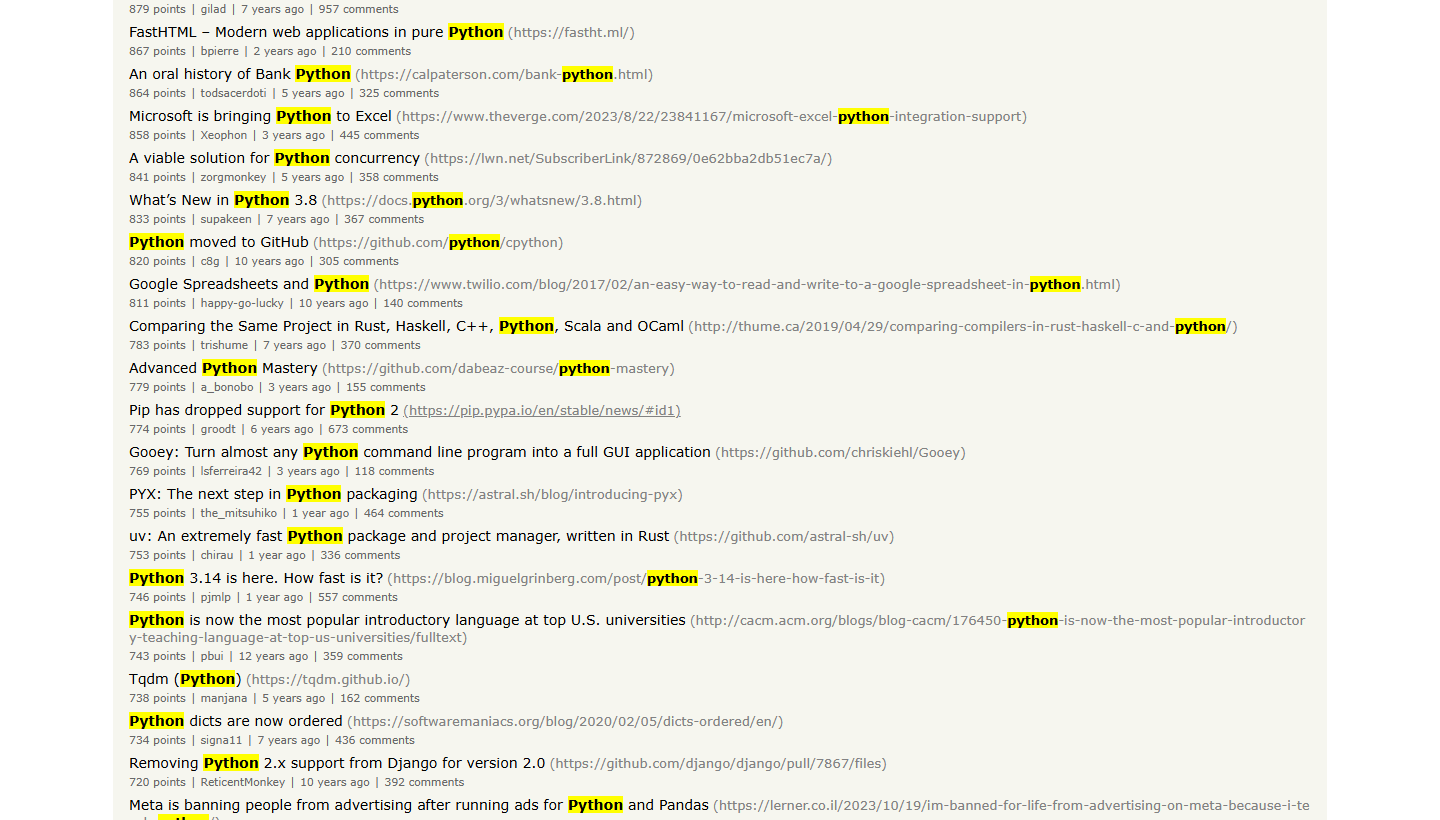 879 points | gilad | 7 years ago | 957 comments
FastHTML – Modern web applications in pure Python (https://fastht.ml/)
867 points | bpierre | 2 years ago | 210 comments
An oral history of Bank Python (https://calpaterson.com/bank-python.html)
864 points | todsacerdoti | 5 years ago | 325 comments
Microsoft is bringing Python to Excel (https://www.theverge.com/2023/8/22/23841167/microsoft-excel-python-integration-support)
858 points | Xeophon | 3 years ago | 445 comments
A viable solution for Python concurrency (https://lwn.net/SubscriberLink/872869/0e62bba2db51ec7a/)
841 points | zorgmonkey | 5 years ago | 358 comments
What’s New in Python 3.8 (https://docs.python.org/3/whatsnew/3.8.html)
833 points | supakeen | 7 years ago | 367 comments
Python moved to GitHub (https://github.com/python/cpython)
820 points | c8g | 10 years ago | 305 comments
Google Spreadsheets and Python (https://www.twilio.com/blog/2017/02/an-easy-way-to-read-and-write-to-a-google-spreadsheet-in-python.html)
811 points | happy-go-lucky | 10 years ago | 140 comments
Comparing the Same Project in Rust, Haskell, C++, Python, Scala and OCaml (http://thume.ca/2019/04/29/comparing-compilers-in-rust-haskell-c-and-python/)
783 points | trishume | 7 years ago | 370 comments
Advanced Python Mastery (https://github.com/dabeaz-course/python-mastery)
779 points | a_bonobo | 3 years ago | 155 comments
Pip has dropped support for Python 2 (https://pip.pypa.io/en/stable/news/#id1)
774 points | groodt | 6 years ago | 673 comments
Gooey: Turn almost any Python command line program into a full GUI application (https://github.com/chriskiehl/Gooey)
769 points | lsferreira42 | 3 years ago | 118 comments
PYX: The next step in Python packaging (https://astral.sh/blog/introducing-pyx)
755 points | the_mitsuhiko | 1 year ago | 464 comments
uv: An extremely fast Python package and project manager, written in Rust (https://github.com/astral-sh/uv)
753 points | chirau | 1 year ago | 336 comments
Python 3.14 is here. How fast is it? (https://blog.miguelgrinberg.com/post/python-3-14-is-here-how-fast-is-it)
746 points | pjmlp | 1 year ago | 557 comments
Python is now the most popular introductory language at top U.S. universities (http://cacm.acm.org/blogs/blog-cacm/176450-python-is-now-the-most-popular-introductor
y-teaching-language-at-top-us-universities/fulltext)
743 points | pbui | 12 years ago | 359 comments
Tqdm (Python) (https://tqdm.github.io/)
738 points | manjana | 5 years ago | 162 comments
Python dicts are now ordered (https://softwaremaniacs.org/blog/2020/02/05/dicts-ordered/en/)
734 points | signa11 | 7 years ago | 436 comments
Removing Python 2.x support from Django for version 2.0 (https://github.com/django/django/pull/7867/files)
720 points | ReticentMonkey | 10 years ago | 392 comments
Meta is banning people from advertising after running ads for Python and Pandas (https://lerner.co.il/2023/10/19/im-banned-for-life-from-advertising-on-meta-because-i-te